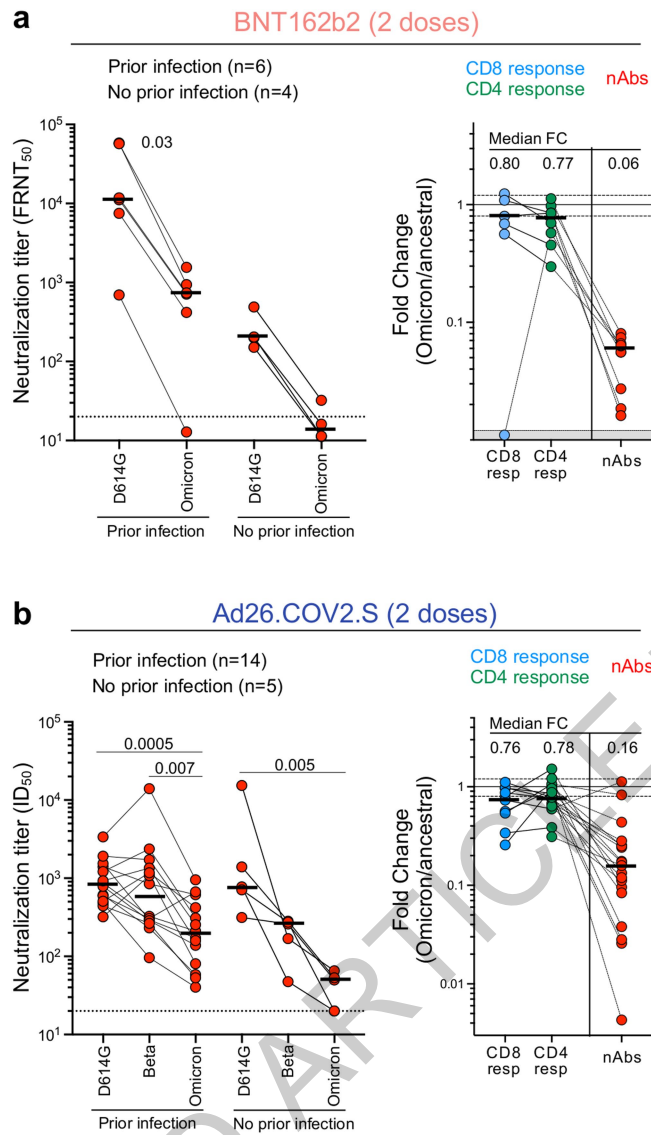 a
BNT162b2 (2 doses)
Prior infection (n=6)
No prior infection (n=4)
Neutralization titer (FRNT50)
10^5
10^4
10^3
10^2
10^1
0.03
D614G
Omicron
D614G
Omicron
Prior infection
No prior infection
CD8 response
CD4 response
nAbs
Median FC
0.80 0.77 0.06
Fold Change
(Omicron/ancestral)
1
0.1
CD8
resp
CD4
resp
nAbs
b
Ad26.COV2.S (2 doses)
Prior infection (n=14)
No prior infection (n=5)
Neutralization titer (ID50)
10^5
10^4
10^3
10^2
10^1
0.0005
0.007
0.005
D614G
Beta
Omicron
D614G
Beta
Omicron
Prior infection
No prior infection
CD8 response
CD4 response
nAbs
Median FC
0.76 0.78 0.16
Fold Change
(Omicron/ancestral)
1
0.1
0.01
CD8
resp
CD4
resp
nAbs
ARTICLE